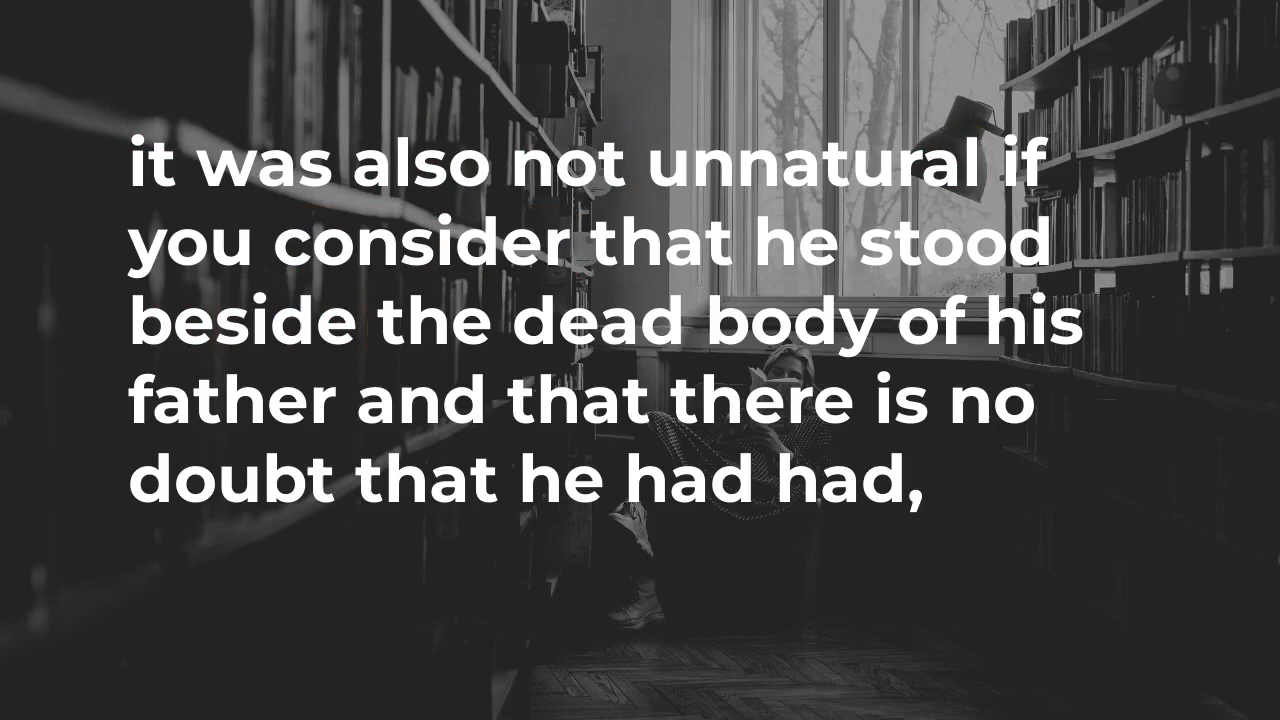 it was also not unnatural if
you consider that he stood
beside the dead body of his
father and that there is no
doubt that he had had,